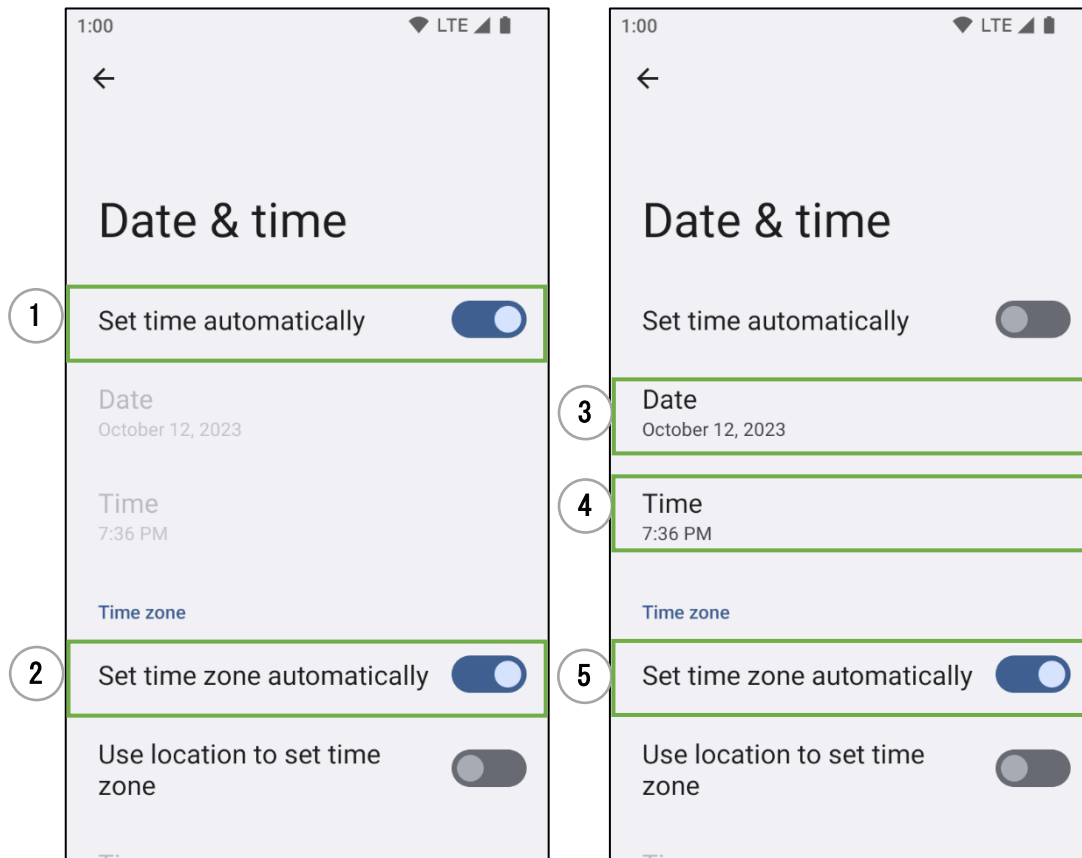 1:00 LTE
Date & time
1 Set time automatically
Date
October 12, 2023
Time
7:36 PM
Time zone
2 Set time zone automatically
Use location to set time
zone
1:00 LTE
Date & time
Set time automatically
3 Date
October 12, 2023
4 Time
7:36 PM
Time zone
5 Set time zone automatically
Use location to set time
zone